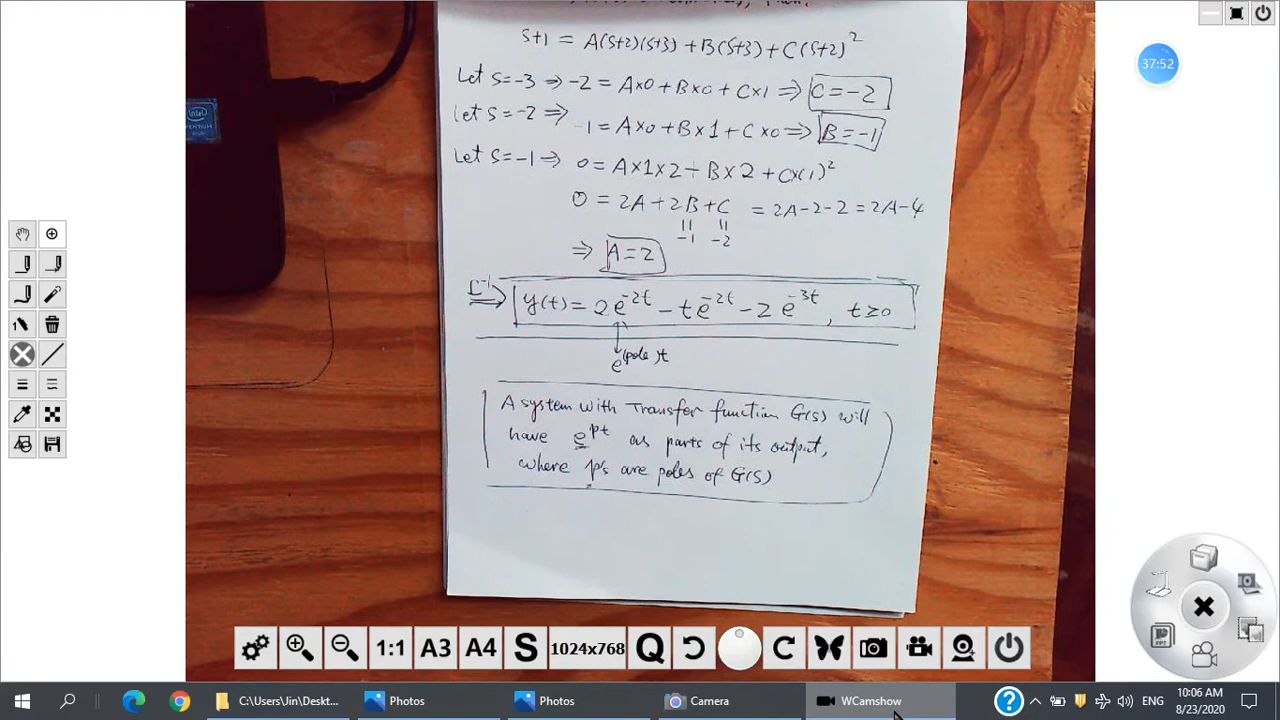 S+1 = A(S+2)(S+3) + B(S+3) + C(S+2)²
37:52
Let S=-3 ⇒ -2 = A×0 + B×0 + C×1 ⇒ C = -2
Let S=-2 ⇒
-1 = A×0 + B×1 + C×0 ⇒ B = -1
Let S=-1 ⇒ 0 = A×1×2 + B×2 + C×(1)²
0 = 2A + 2B + C = 2A-2-2 = 2A-4
-1 -2
⇒ A = 2
L⁻¹ ⇒ y(t) = 2e^-2t - te^-2t - 2e^-3t, t≥0
e^(pole)t
A system with Transfer function G(S) will
have e^pt as parts of its output,
where p's are poles of G(S)
intel
PENTIUM
1:1 A3 A4 S 1024x768 Q
PPT
C:\Users\Jin\Deskt... Photos Photos Camera WCamshow ENG 10:06 AM
8/23/2020